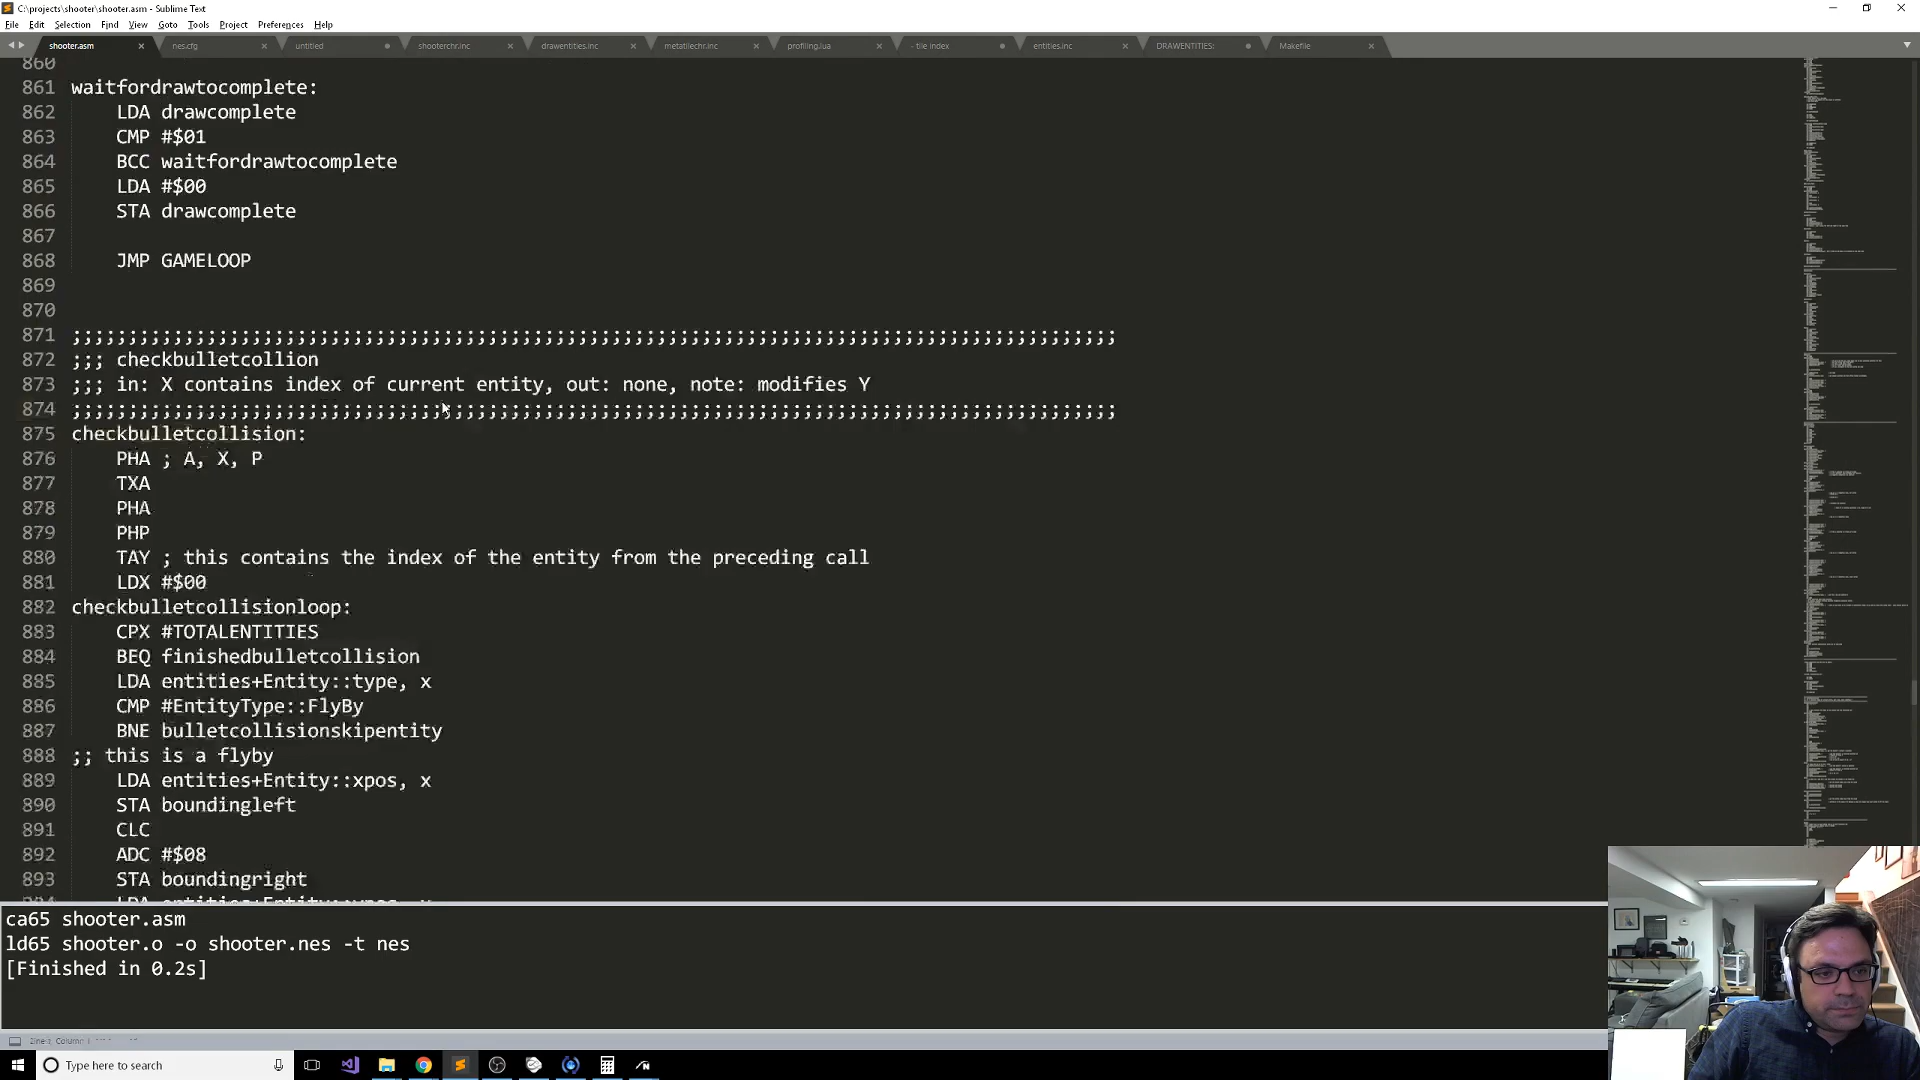 C:\projects\shooter\shooter.asm - Sublime Text
File Edit Selection Find View Goto Tools Project Preferences Help
shooter.asm nes.cfg untitled shooterchr.inc drawentities.inc metatilechr.inc profiling.lua - tile index entities.inc DRAWENTITIES: Makefile
860
861 waitfordrawtocomplete:
862 LDA drawcomplete
863 CMP #$01
864 BCC waitfordrawtocomplete
865 LDA #$00
866 STA drawcomplete
867
868 JMP GAMELOOP
869
870
871 ;;;;;;;;;;;;;;;;;;;;;;;;;;;;;;;;;;;;;;;;;;;;;;;;;;;;;;;;;;;;;;;;;;;;;;;;;;;;;;;;;;;;;;;;;;;;;
872 ;;; checkbulletcollion
873 ;;; in: X contains index of current entity, out: none, note: modifies Y
874 ;;;;;;;;;;;;;;;;;;;;;;;;;;;;;;;;;;;;;;;;;;;;;;;;;;;;;;;;;;;;;;;;;;;;;;;;;;;;;;;;;;;;;;;;;;;;;
875 checkbulletcollision:
876 PHA ; A, X, P
877 TXA
878 PHA
879 PHP
880 TAY ; this contains the index of the entity from the preceding call
881 LDX #$00
882 checkbulletcollisionloop:
883 CPX #TOTALENTITIES
884 BEQ finishedbulletcollision
885 LDA entities+Entity::type, x
886 CMP #EntityType::FlyBy
887 BNE bulletcollisionskipentity
888 ;; this is a flyby
889 LDA entities+Entity::xpos, x
890 STA boundingleft
891 CLC
892 ADC #$08
893 STA boundingright
ca65 shooter.asm
ld65 shooter.o -o shooter.nes -t nes
[Finished in 0.2s]
Type here to search